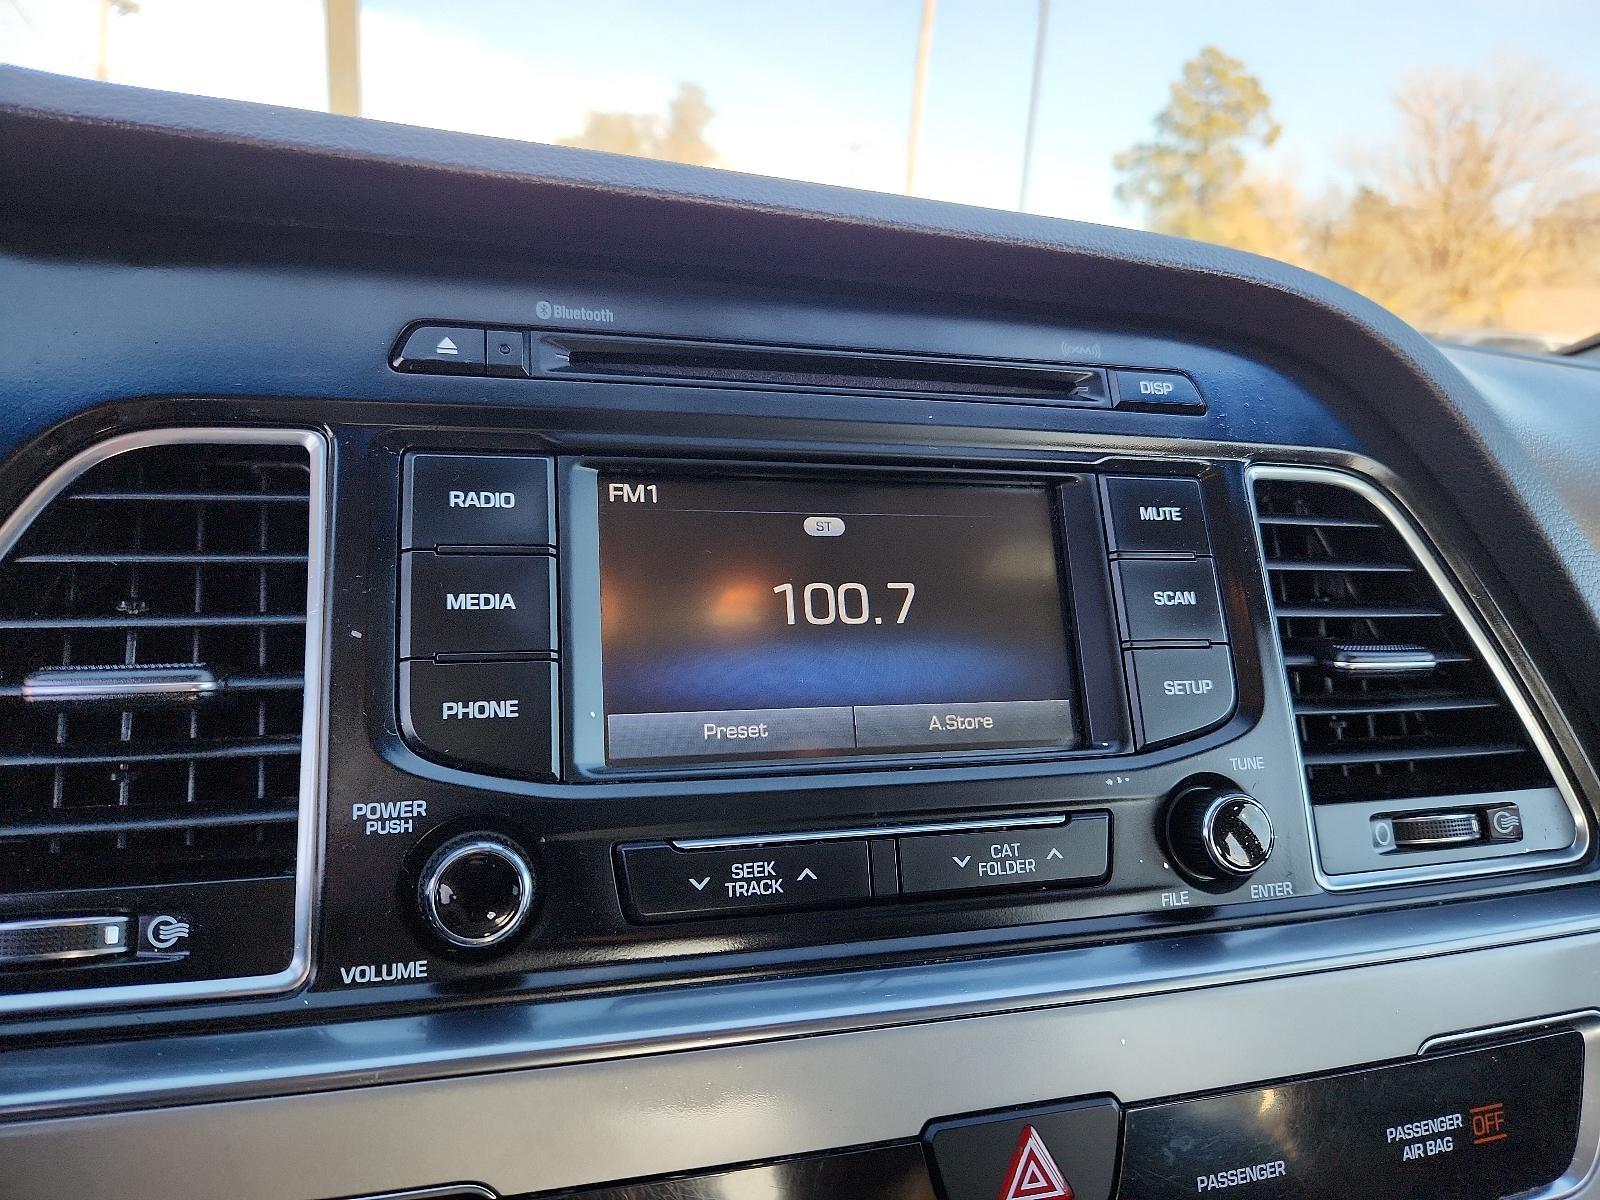 Bluetooth
((XM))
DISP
RADIO
MEDIA
PHONE
FM1
ST
100.7
Preset
A.Store
MUTE
SCAN
SETUP
POWER
PUSH
VOLUME
SEEK
TRACK
CAT
FOLDER
TUNE
FILE
ENTER
PASSENGER
AIR BAG
OFF
PASSENGER